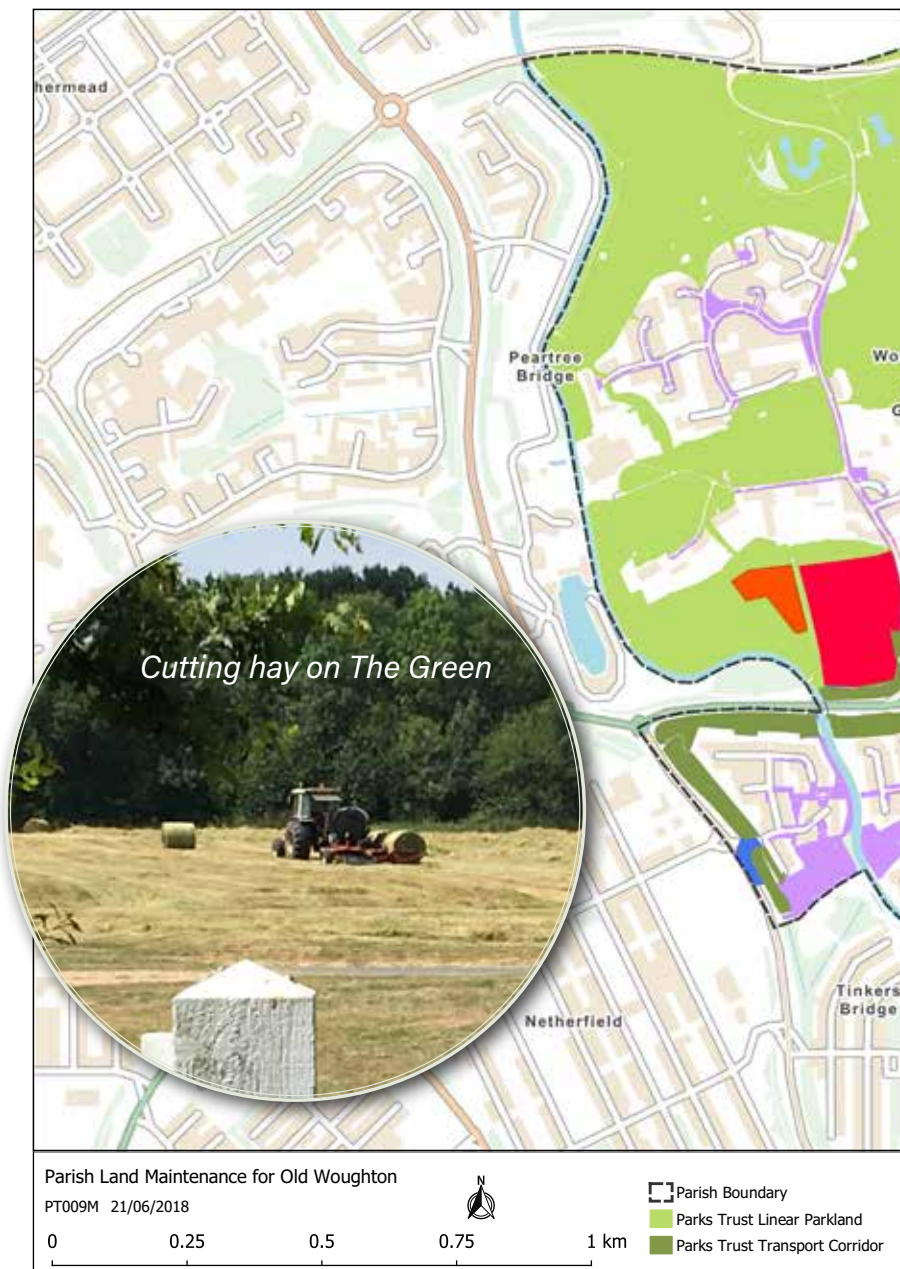 hermead
Peartree
Bridge
Wo
G
Cutting hay on The Green
Tinkers
Bridge
Netherfield
Parish Land Maintenance for Old Woughton
PT009M 21/06/2018
N
0 0.25 0.5 0.75 1 km
Parish Boundary
Parks Trust Linear Parkland
Parks Trust Transport Corridor